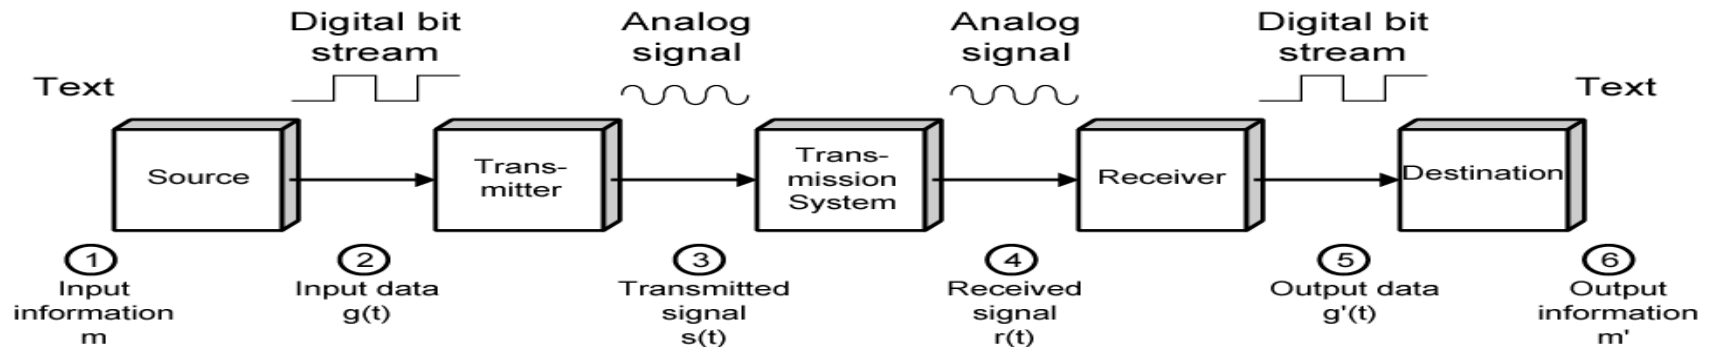 Text
Digital bit
stream
Analog
signal
Analog
signal
Digital bit
stream
Text
Source
Trans-
mitter
Trans-
mission
System
Receiver
Destination
1
Input
information
m
2
Input data
g(t)
3
Transmitted
signal
s(t)
4
Received
signal
r(t)
5
Output data
g'(t)
6
Output
information
m'